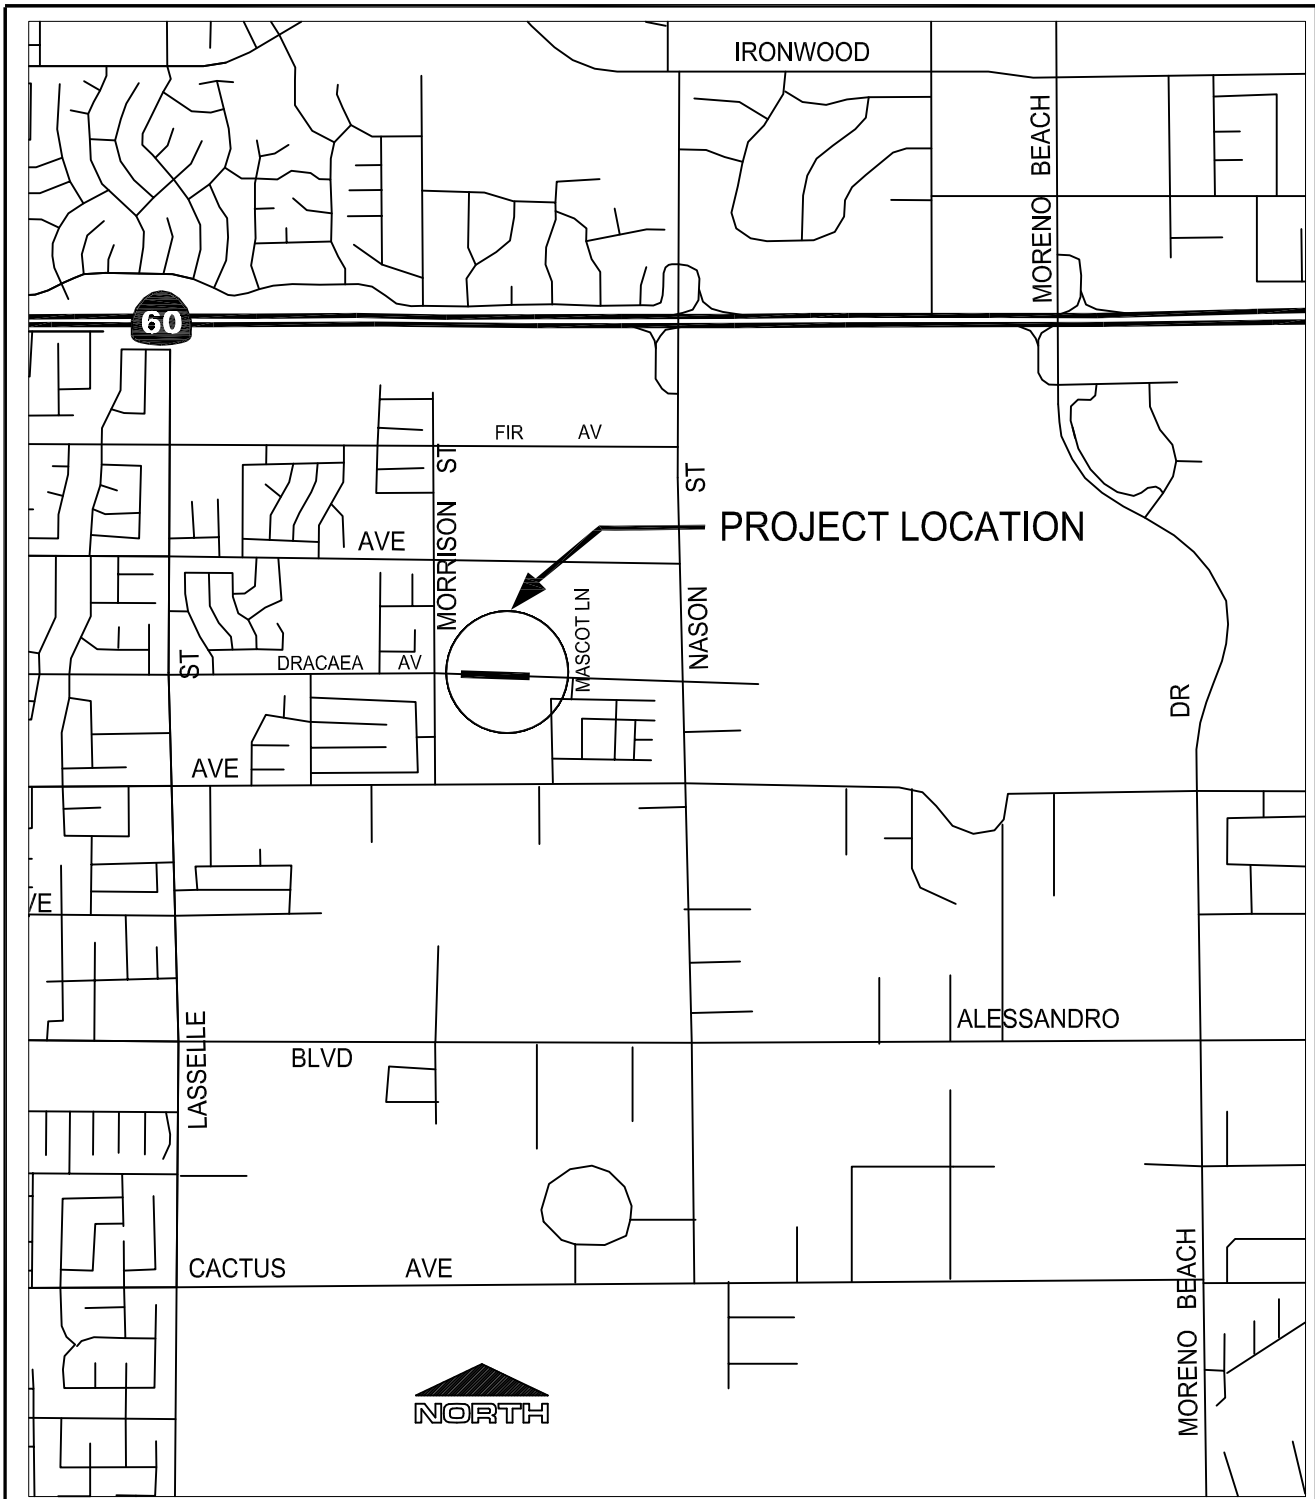 IRONWOOD
MORENO BEACH
60
FIR AV
MORRISON ST
NASON ST
PROJECT LOCATION
AVE
MASCOT LN
DRACAEA AV
ST
DR
AVE
VE
ALESSANDRO
BLVD
LASSELLE
CACTUS AVE
MORENO BEACH
NORTH